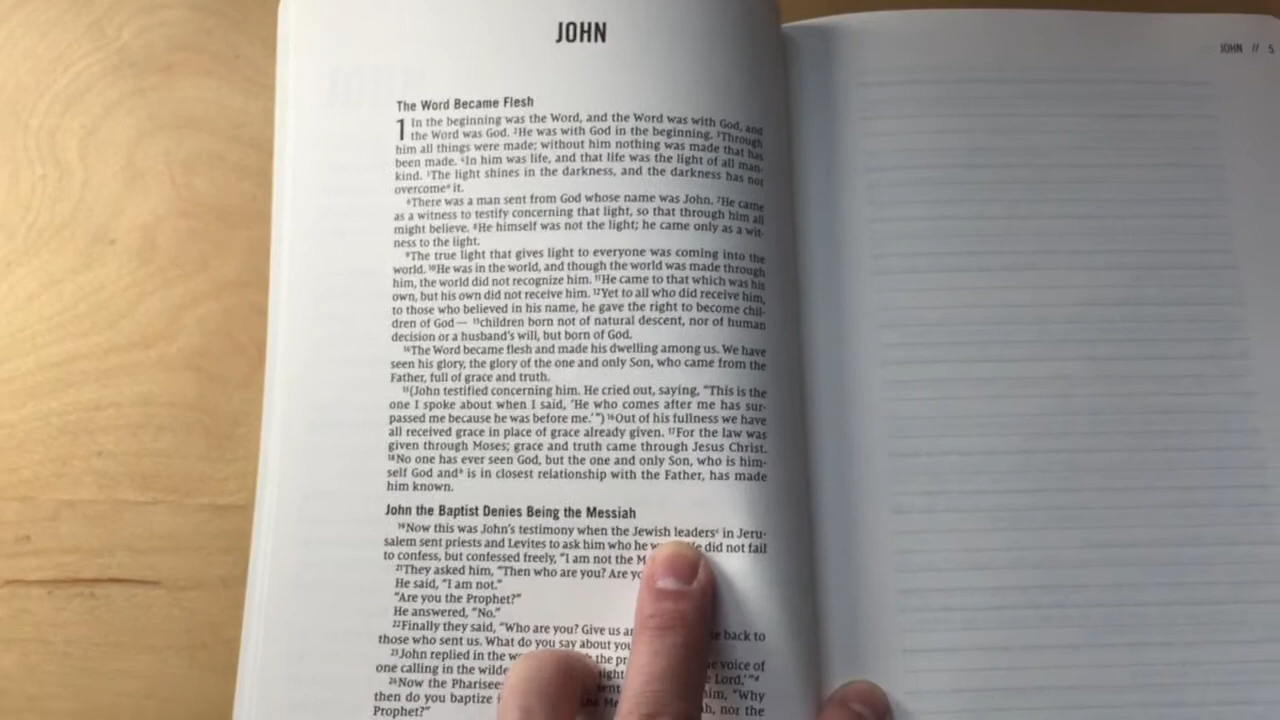 JOHN
JOHN // 5
The Word Became Flesh
1 In the beginning was the Word, and the Word was with God, and
the Word was God. ²He was with God in the beginning. ³Through
him all things were made; without him nothing was made that has
been made. ⁴In him was life, and that life was the light of all man-
kind. ⁵The light shines in the darkness, and the darkness has not
overcomeᵃ it.
⁶There was a man sent from God whose name was John. ⁷He came
as a witness to testify concerning that light, so that through him all
might believe. ⁸He himself was not the light; he came only as a wit-
ness to the light.
⁹The true light that gives light to everyone was coming into the
world. ¹⁰He was in the world, and though the world was made through
him, the world did not recognize him. ¹¹He came to that which was his
own, but his own did not receive him. ¹²Yet to all who did receive him,
to those who believed in his name, he gave the right to become chil-
dren of God— ¹³children born not of natural descent, nor of human
decision or a husband's will, but born of God.
¹⁴The Word became flesh and made his dwelling among us. We have
seen his glory, the glory of the one and only Son, who came from the
Father, full of grace and truth.
¹⁵(John testified concerning him. He cried out, saying, "This is the
one I spoke about when I said, 'He who comes after me has sur-
passed me because he was before me.'") ¹⁶Out of his fullness we have
all received grace in place of grace already given. ¹⁷For the law was
given through Moses; grace and truth came through Jesus Christ.
¹⁸No one has ever seen God, but the one and only Son, who is him-
self God andᵇ is in closest relationship with the Father, has made
him known.
John the Baptist Denies Being the Messiah
¹⁹Now this was John's testimony when the Jewish leadersᶜ in Jeru-
salem sent priests and Levites to ask him who he did not fail
to confess, but confessed freely, "I am not the
²¹They asked him, "Then who are you? Are
He said, "I am not."
"Are you the Prophet?"
He answered, "No."
²²Finally they said, "Who are you? Give us back to
those who sent us. What do you say about
²³John replied in the the voice of
one calling in the Lord.'"ᵈ
²⁴Now the him, "Why
then do you baptize nor the
Prophet?"